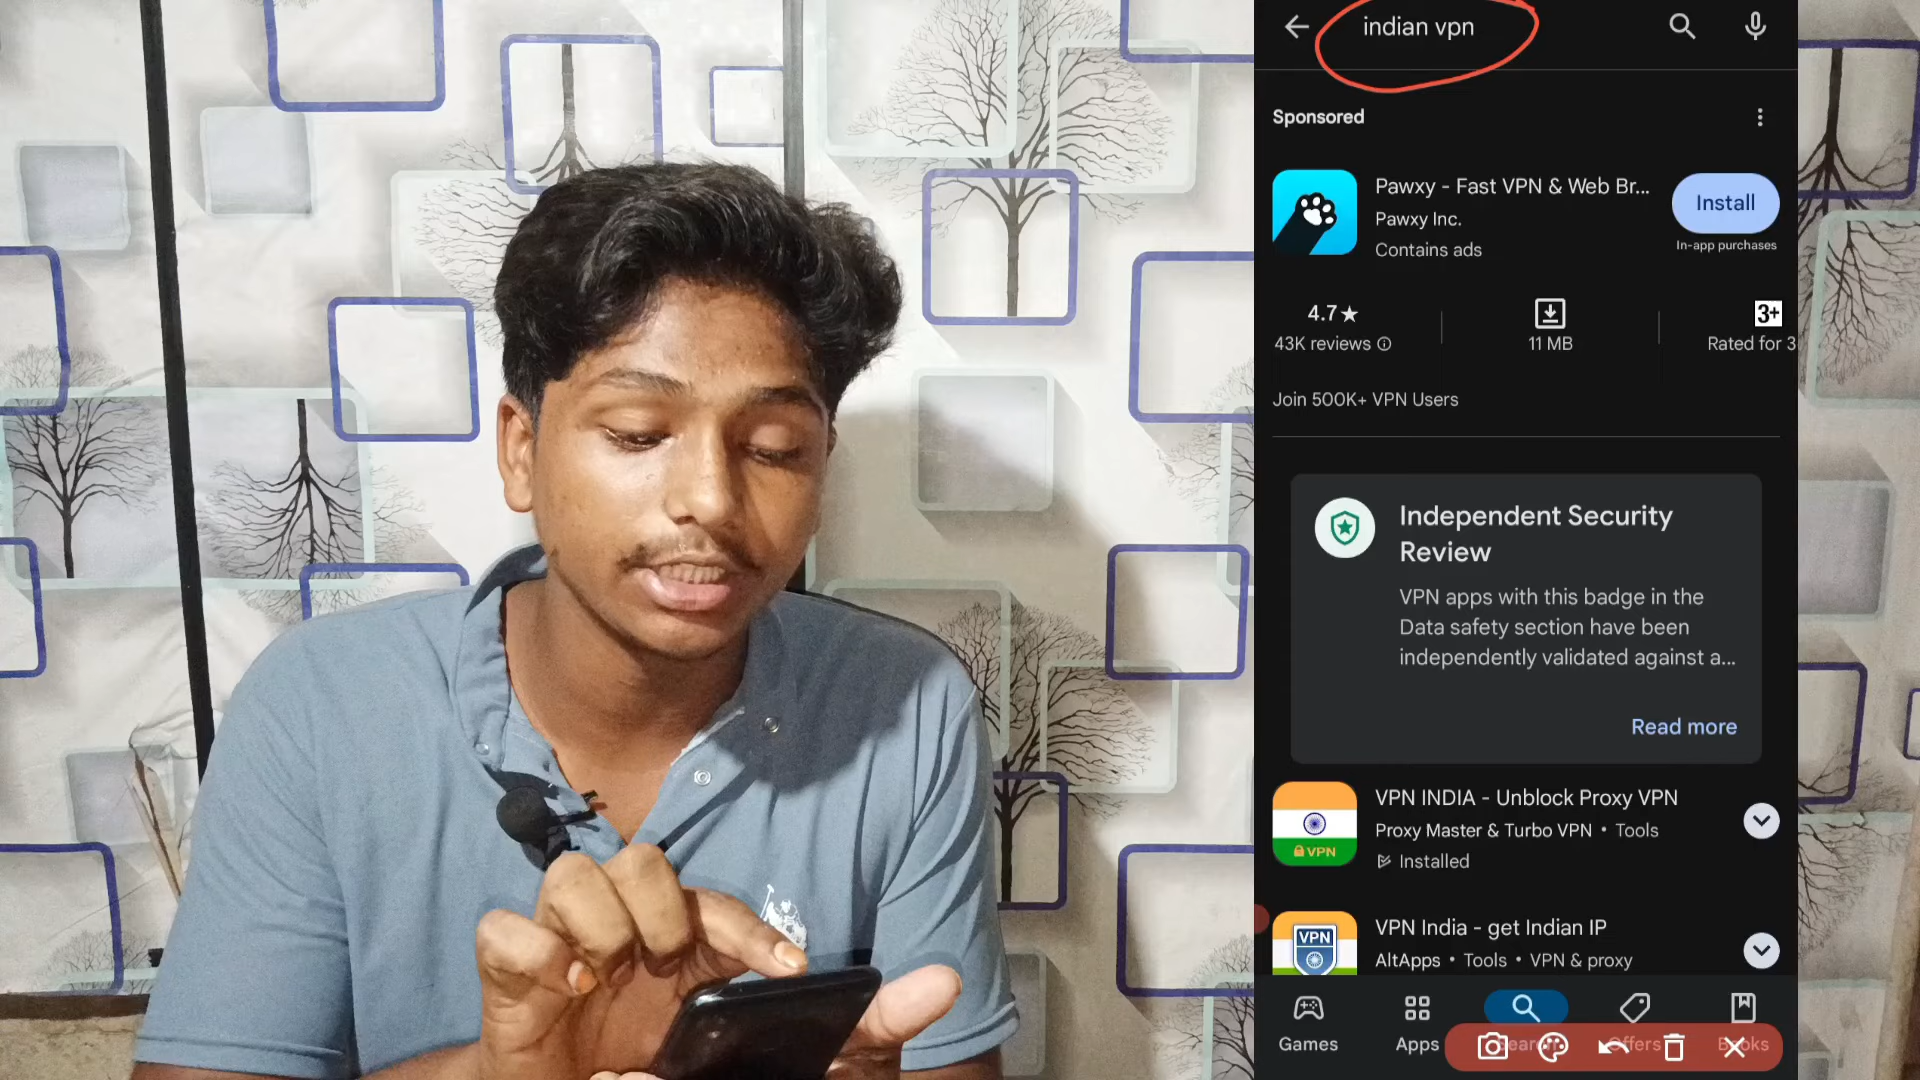 indian vpn
Sponsored
Pawxy - Fast VPN & Web Br...
Pawxy Inc.
Contains ads
Install
In-app purchases
4.7★
43K reviews
11 MB
3+
Rated for 3
Join 500K+ VPN Users
Independent Security
Review
VPN apps with this badge in the
Data safety section have been
independently validated against a...
Read more
VPN INDIA - Unblock Proxy VPN
Proxy Master & Turbo VPN • Tools
Installed
VPN
VPN India - get Indian IP
AltApps • Tools • VPN & proxy
VPN
Games
Apps
Search
Offers
Books